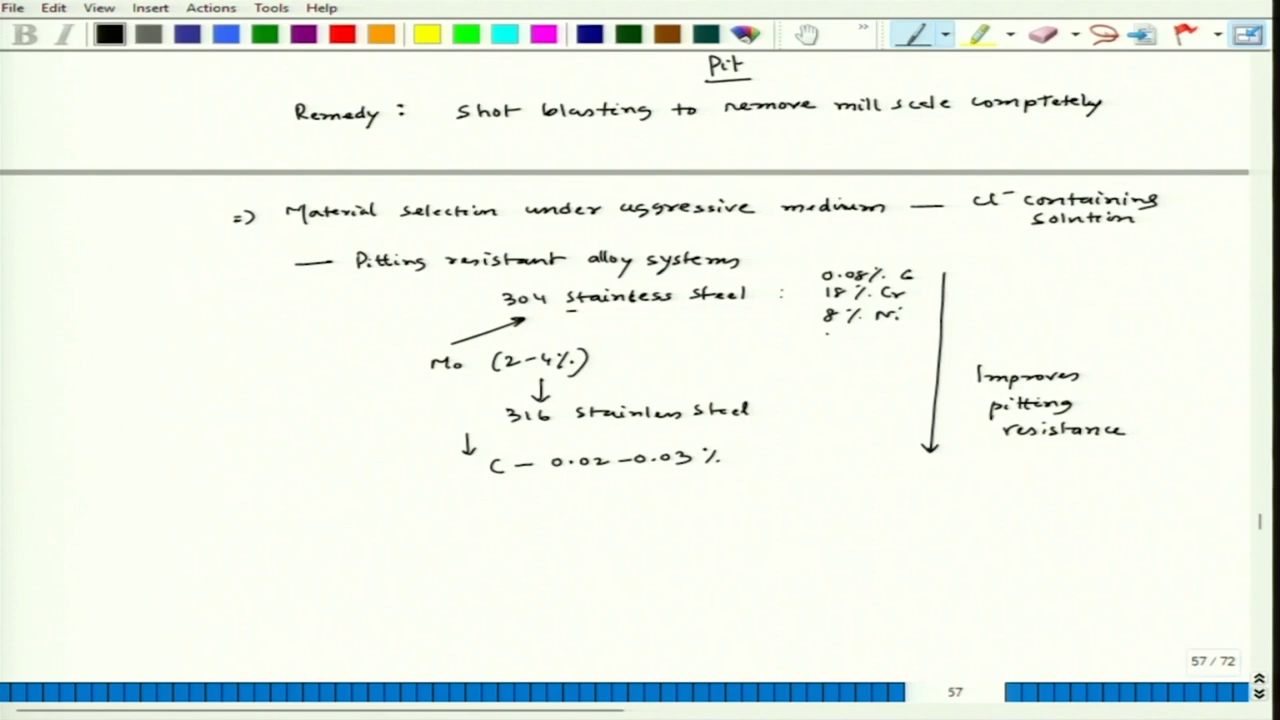 File Edit View Insert Actions Tools Help
B I
Pit
Remedy : Shot blasting to remove mill scale completely
=) Material selection under aggressive medium — Cl⁻ containing solution
— Pitting resistant alloy systems
304 Stainless Steel : 0.08% C
18 % Cr
8 % Ni
Mo (2-4%)
316 Stainless Steel
↓ C - 0.02 - 0.03 %
Improves
pitting
resistance
57 / 72
57